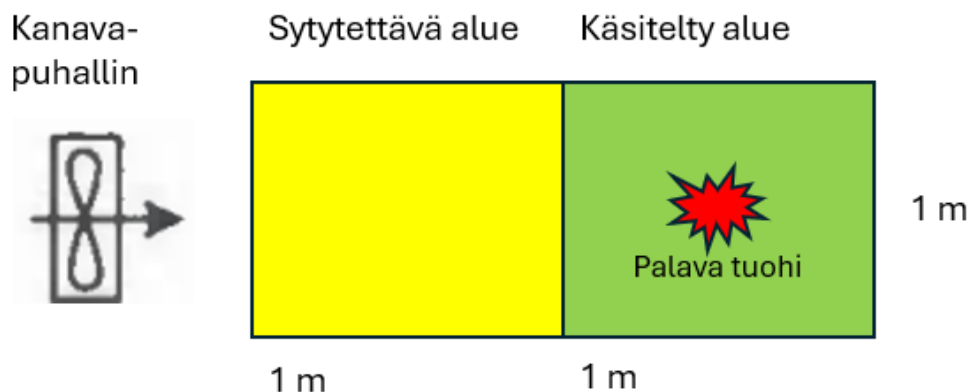 Kanava-
puhallin
Sytytettävä alue
Käsitelty alue
Palava tuohi
1 m
1 m
1 m